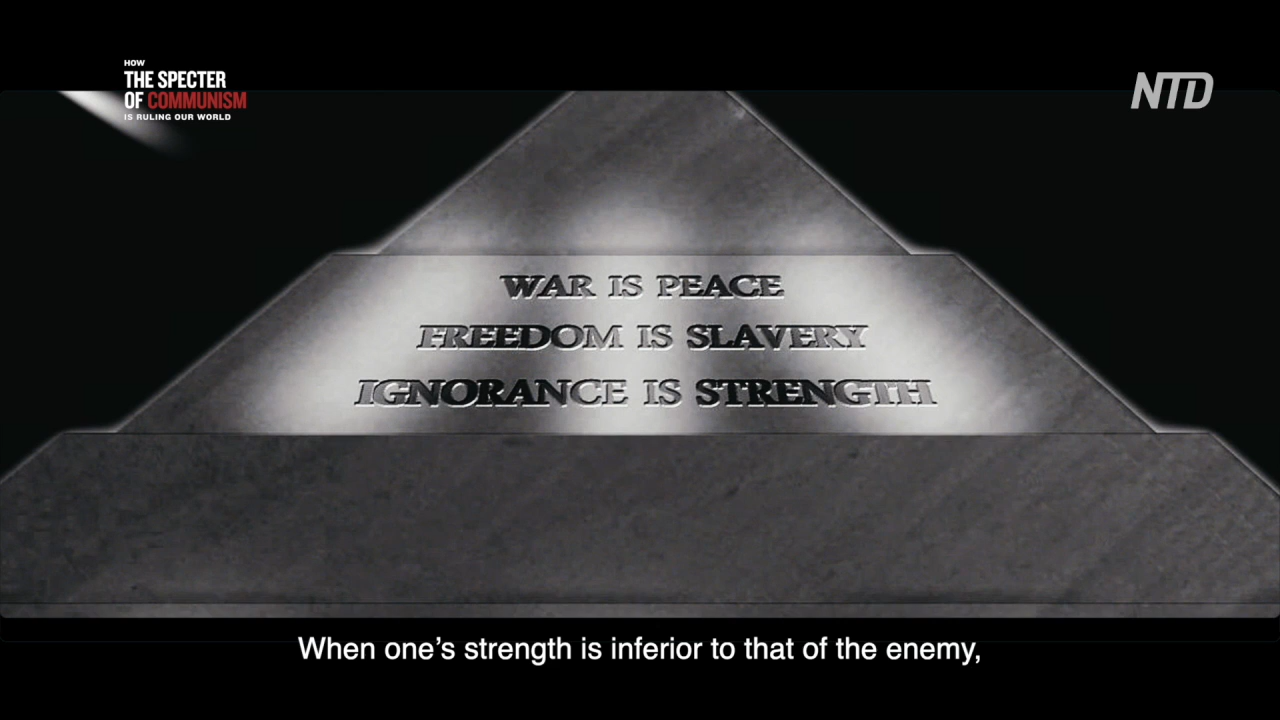 HOW
THE SPECTER
OF COMMUNISM
IS RULING OUR WORLD
NTD
WAR IS PEACE
FREEDOM IS SLAVERY
IGNORANCE IS STRENGTH
When one’s strength is inferior to that of the enemy,